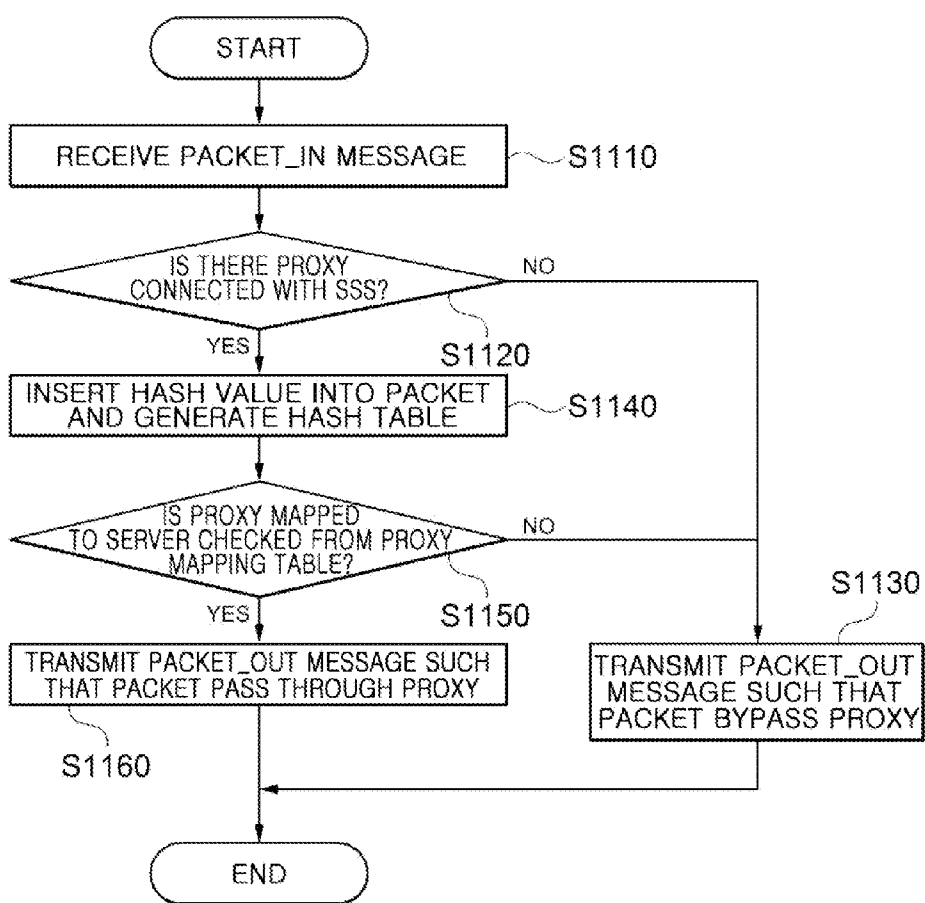 START
RECEIVE PACKET_IN MESSAGE
S1110
IS THERE PROXY
CONNECTED WITH SSS?
NO
YES
S1120
INSERT HASH VALUE INTO PACKET
AND GENERATE HASH TABLE
S1140
IS PROXY MAPPED
TO SERVER CHECKED FROM PROXY
MAPPING TABLE?
NO
YES
S1150
S1130
TRANSMIT PACKET_OUT MESSAGE SUCH
THAT PACKET PASS THROUGH PROXY
S1160
TRANSMIT PACKET_OUT
MESSAGE SUCH THAT
PACKET BYPASS PROXY
END